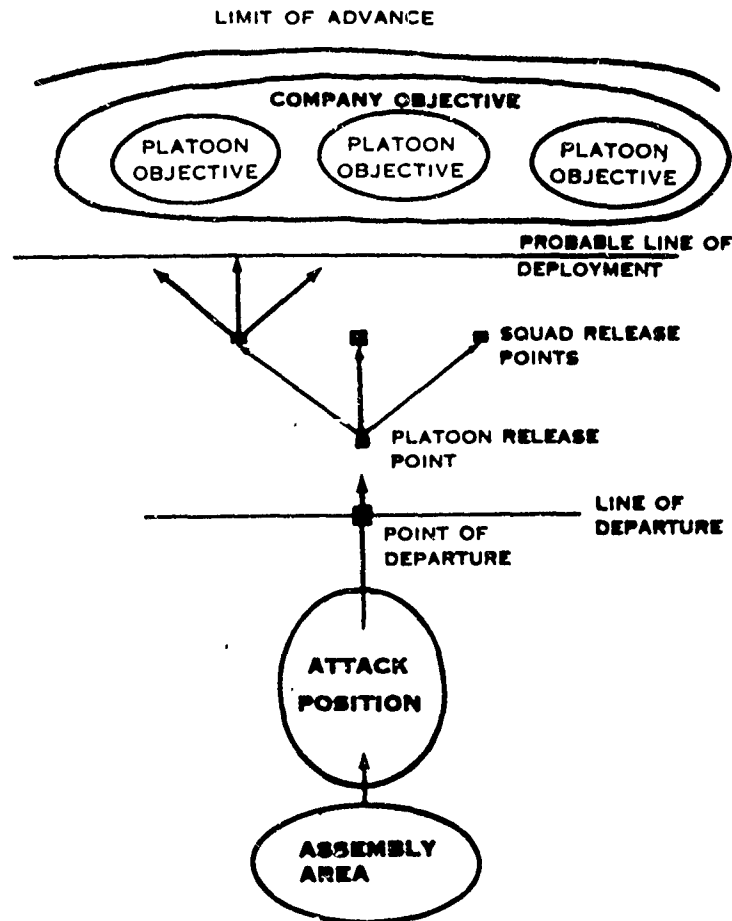 LIMIT OF ADVANCE
COMPANY OBJECTIVE
PLATOON
OBJECTIVE
PLATOON
OBJECTIVE
PLATOON
OBJECTIVE
PROBABLE LINE OF
DEPLOYMENT
SQUAD RELEASE
POINTS
PLATOON RELEASE
POINT
LINE OF
DEPARTURE
POINT OF
DEPARTURE
ATTACK
POSITION
ASSEMBLY
AREA